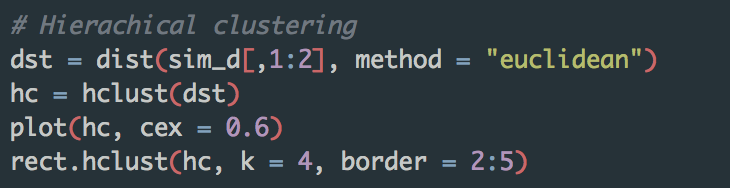 # Hierachical clustering
dst = dist(sim_d[,1:2], method = "euclidean")
hc = hclust(dst)
plot(hc, cex = 0.6)
rect.hclust(hc, k = 4, border = 2:5)